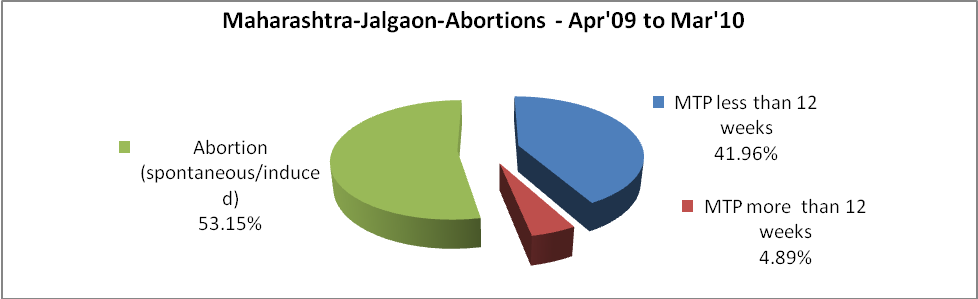 Maharashtra-Jalgaon-Abortions - Apr'09 to Mar'10
MTP less than 12
weeks
41.96%
Abortion
(spontaneous/induce
d)
53.15%
MTP more than 12
weeks
4.89%